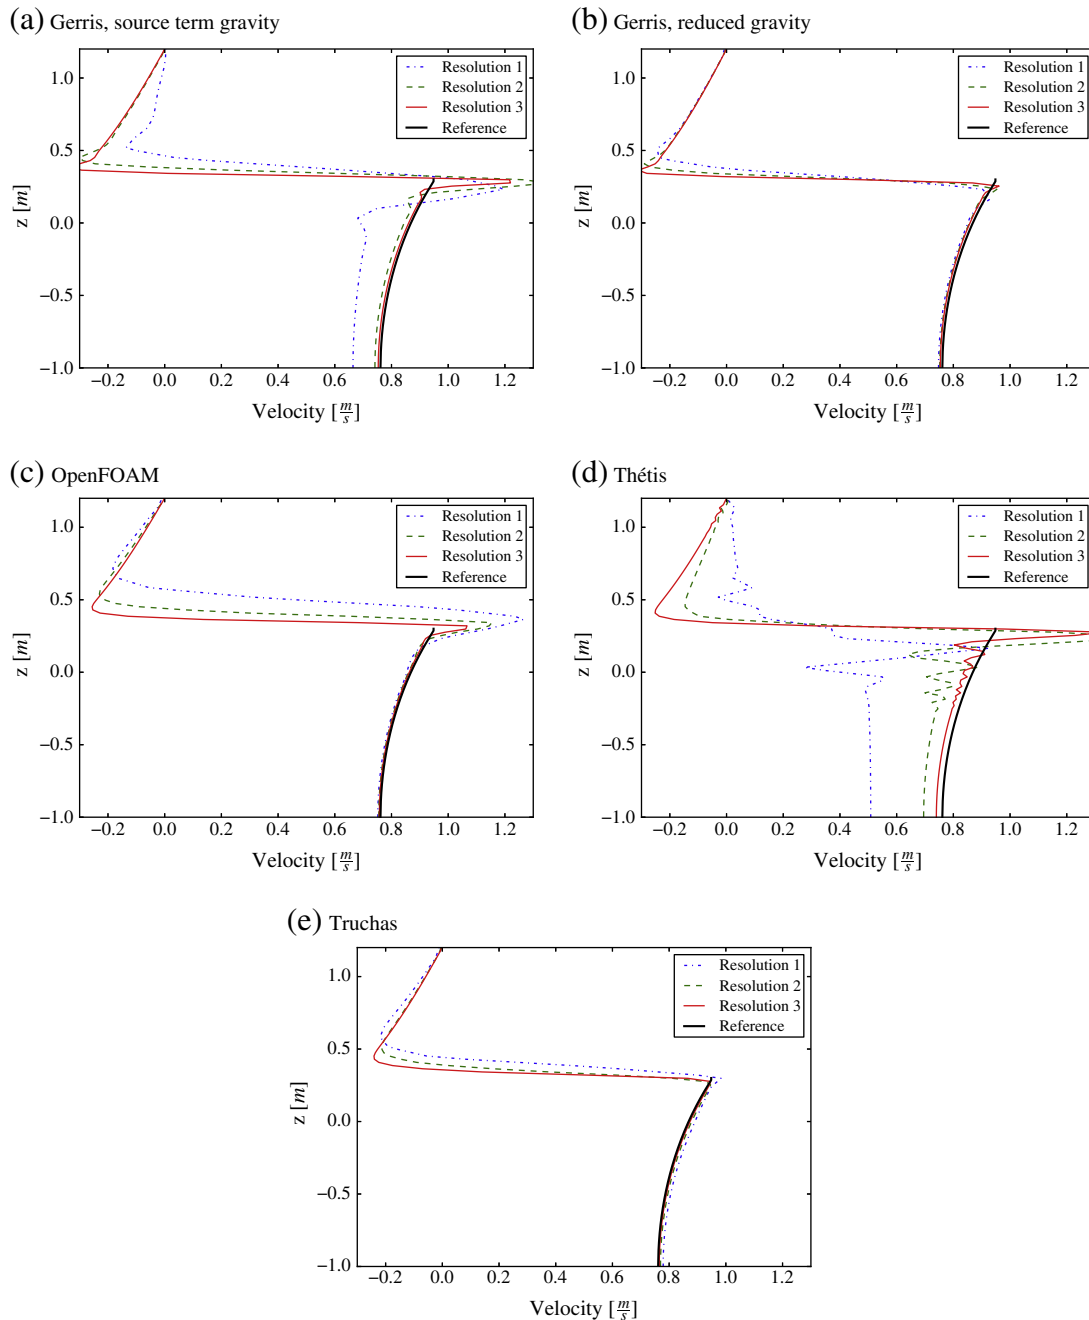 (a) Gerris, source term gravity
Resolution 1
Resolution 2
Resolution 3
Reference
1.0
0.5
0.0
−0.5
−1.0
z [m]
−0.2 0.0 0.2 0.4 0.6 0.8 1.0 1.2
Velocity [m/s]
(b) Gerris, reduced gravity
Resolution 1
Resolution 2
Resolution 3
Reference
1.0
0.5
0.0
−0.5
−1.0
z [m]
−0.2 0.0 0.2 0.4 0.6 0.8 1.0 1.2
Velocity [m/s]
(c) OpenFOAM
Resolution 1
Resolution 2
Resolution 3
Reference
1.0
0.5
0.0
−0.5
−1.0
z [m]
−0.2 0.0 0.2 0.4 0.6 0.8 1.0 1.2
Velocity [m/s]
(d) Thétis
Resolution 1
Resolution 2
Resolution 3
Reference
1.0
0.5
0.0
−0.5
−1.0
z [m]
−0.2 0.0 0.2 0.4 0.6 0.8 1.0 1.2
Velocity [m/s]
(e) Truchas
Resolution 1
Resolution 2
Resolution 3
Reference
1.0
0.5
0.0
−0.5
−1.0
z [m]
−0.2 0.0 0.2 0.4 0.6 0.8 1.0 1.2
Velocity [m/s]